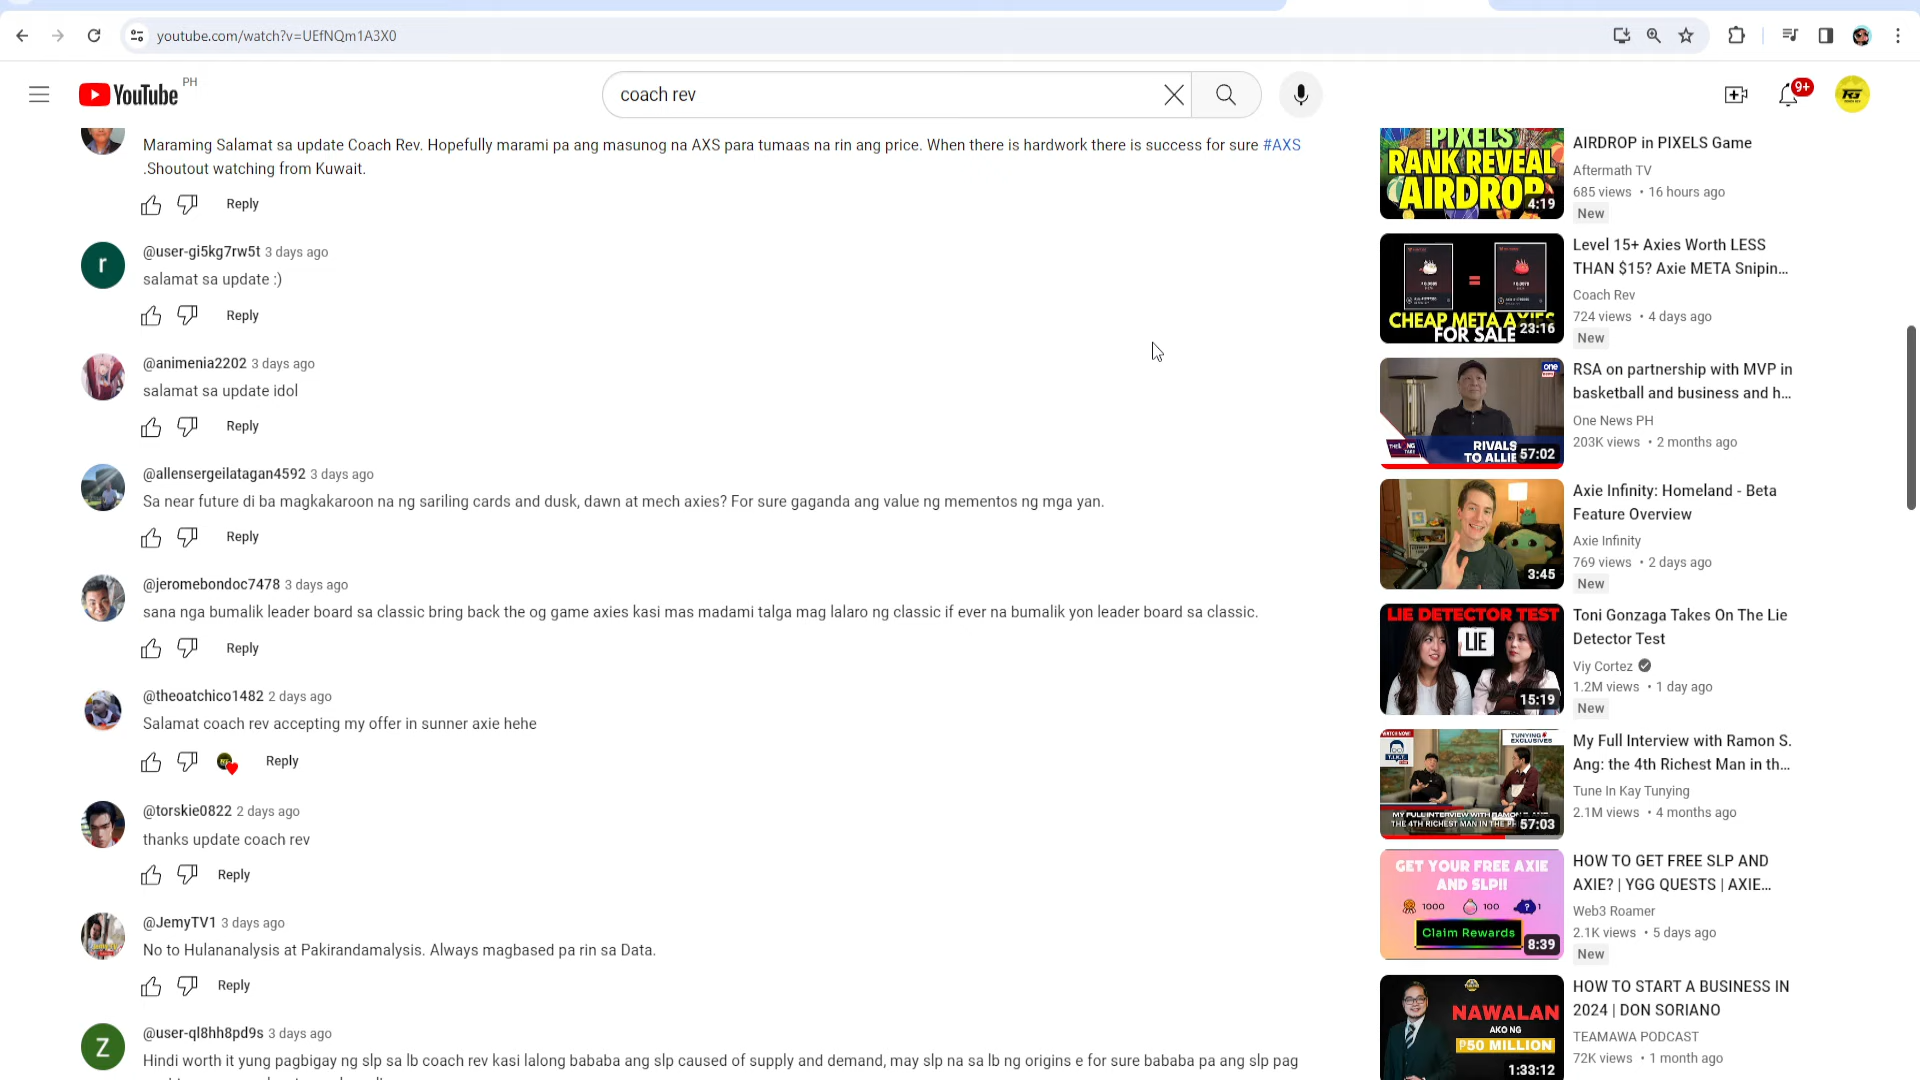 youtube.com/watch?v=UEfNQm1A3X0
YouTube PH
coach rev
9+
Maraming Salamat sa update Coach Rev. Hopefully marami pa ang masunog na AXS para tumaas na rin ang price. When there is hardwork there is success for sure #AXS
.Shoutout watching from Kuwait.
Reply
r
@user-gi5kg7rw5t 3 days ago
salamat sa update :)
Reply
@animenia2202 3 days ago
salamat sa update idol
Reply
@allensergeilatagan4592 3 days ago
Sa near future di ba magkakaroon na ng sariling cards and dusk, dawn at mech axies? For sure gaganda ang value ng mementos ng mga yan.
Reply
@jeromebondoc7478 3 days ago
sana nga bumalik leader board sa classic bring back the og game axies kasi mas madami talga mag lalaro ng classic if ever na bumalik yon leader board sa classic.
Reply
@theoatchico1482 2 days ago
Salamat coach rev accepting my offer in sunner axie hehe
Reply
@torskie0822 2 days ago
thanks update coach rev
Reply
@JemyTV1 3 days ago
No to Hulananalysis at Pakirandamalysis. Always magbased pa rin sa Data.
Reply
Z
@user-ql8hh8pd9s 3 days ago
Hindi worth it yung pagbigay ng slp sa lb coach rev kasi lalong bababa ang slp caused of supply and demand, may slp na sa lb ng origins e for sure bababa pa ang slp pag
PIXELS
RANK REVEAL
AIRDROP
4:19
AIRDROP in PIXELS Game
Aftermath TV
685 views • 16 hours ago
New
CHEAP META AXIES
FOR SALE
23:16
Level 15+ Axies Worth LESS
THAN $15? Axie META Snipin...
Coach Rev
724 views • 4 days ago
New
one
RIVALS
TO ALLIE
57:02
RSA on partnership with MVP in
basketball and business and h...
One News PH
203K views • 2 months ago
3:45
Axie Infinity: Homeland - Beta
Feature Overview
Axie Infinity
769 views • 2 days ago
New
LIE DETECTOR TEST
LIE
15:19
Toni Gonzaga Takes On The Lie
Detector Test
Viy Cortez
1.2M views • 1 day ago
New
TUNYING
EXCLUSIVES
MY FULL INTERVIEW WITH RAMON S.
THE 4TH RICHEST MAN IN THE
57:03
My Full Interview with Ramon S.
Ang: the 4th Richest Man in th...
Tune In Kay Tunying
2.1M views • 4 months ago
GET YOUR FREE AXIE
AND SLP!!
1000
100
? 1
Claim Rewards
8:39
HOW TO GET FREE SLP AND
AXIE? | YGG QUESTS | AXIE...
Web3 Roamer
2.1K views • 5 days ago
New
NAWALAN
AKO NG
₱50 MILLION
1:33:12
HOW TO START A BUSINESS IN
2024 | DON SORIANO
TEAMAWA PODCAST
72K views • 1 month ago